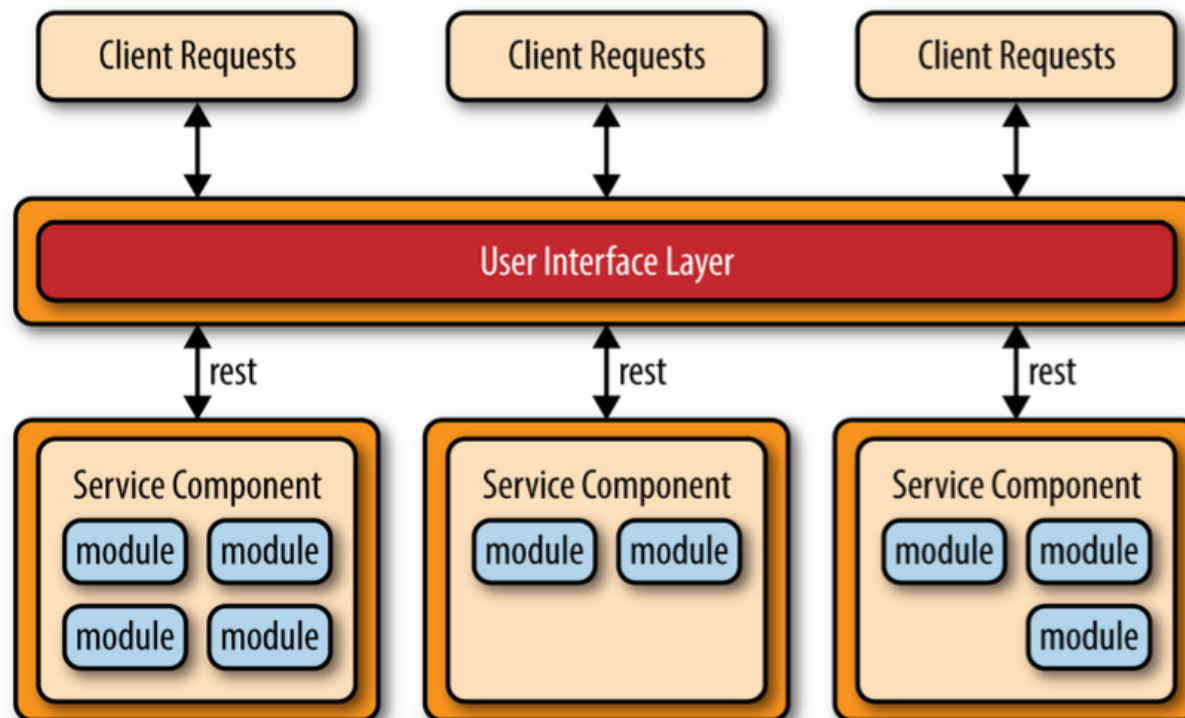 Client Requests
Client Requests
Client Requests
User Interface Layer
rest
rest
rest
Service Component
module
module
module
module
Service Component
module
module
Service Component
module
module
module